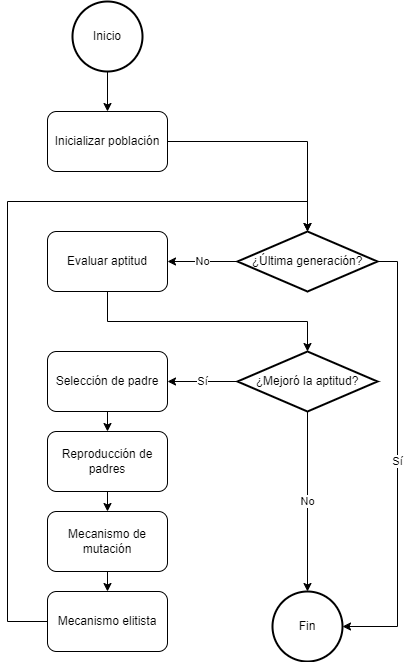 Inicio
Inicializar población
Evaluar aptitud
No
¿Última generación?
Selección de padre
Sí
¿Mejoró la aptitud?
Reproducción de
padres
Sí
No
Mecanismo de
mutación
Mecanismo elitista
Fin